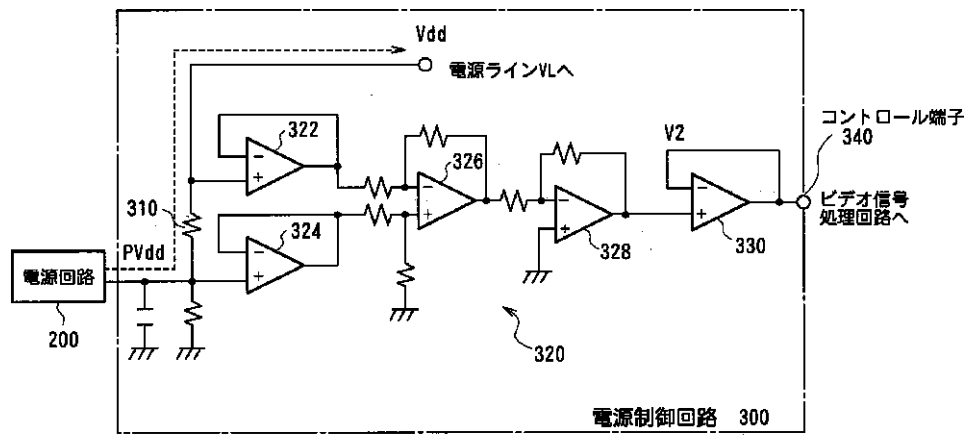 Vdd
電源ラインVLへ
322
326
V2
コントロール端子
340
310
324
PVdd
328
330
ビデオ信号
処理回路へ
電源回路
200
320
電源制御回路 300
- + - + - + - + - +